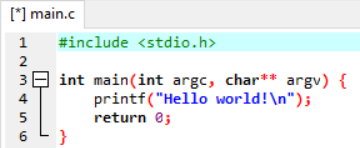 [*] main.c
1 #include <stdio.h>
2
3 int main(int argc, char** argv) {
4     printf("Hello world!\n");
5     return 0;
6 }